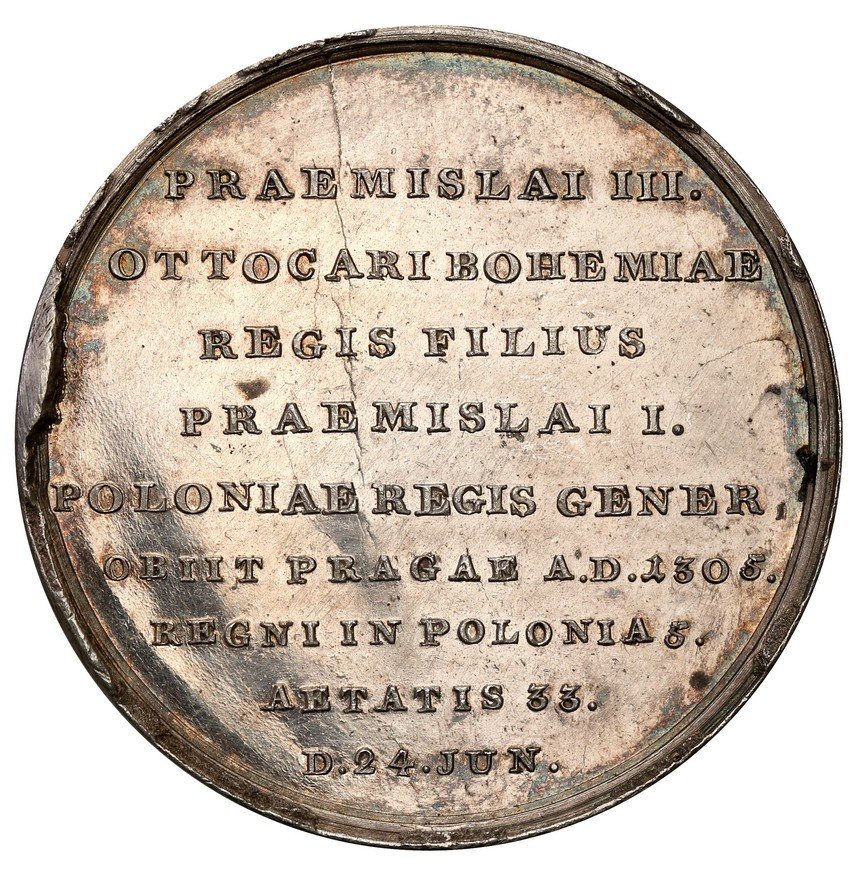 PRAEMISLAI III.
OTTOCARI BOHEMIAE
REGIS FILIUS
PRAEMISLAI I.
POLONIAE REGIS GENER
OBIIT PRAGAE A.D.1305.
REGNI IN POLONIA 5.
AETATIS 33.
D.24.JUN.